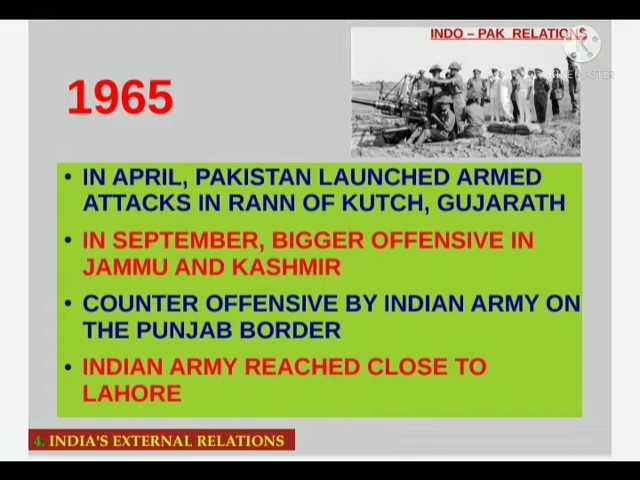 INDO – PAK RELATIONS
1965
• IN APRIL, PAKISTAN LAUNCHED ARMED
ATTACKS IN RANN OF KUTCH, GUJARATH
• IN SEPTEMBER, BIGGER OFFENSIVE IN
JAMMU AND KASHMIR
• COUNTER OFFENSIVE BY INDIAN ARMY ON
THE PUNJAB BORDER
• INDIAN ARMY REACHED CLOSE TO
LAHORE
4. INDIA'S EXTERNAL RELATIONS